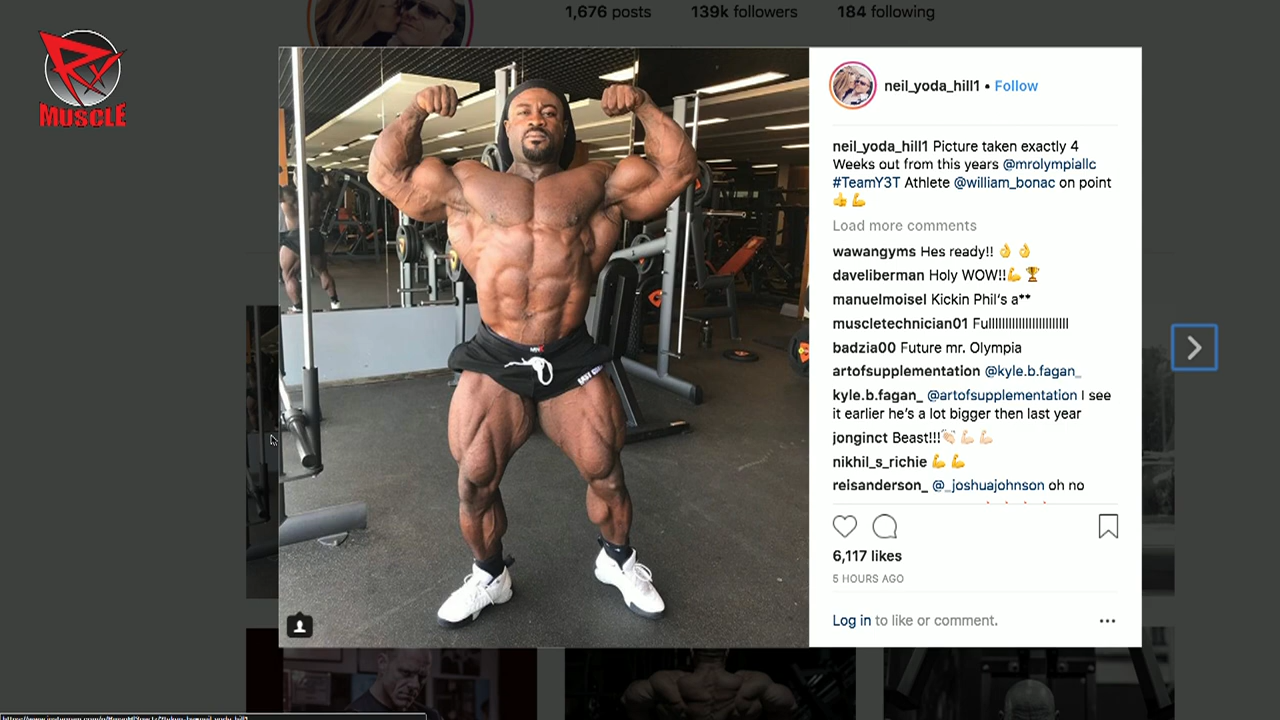 1,676 posts 139k followers 184 following
RX
MUSCLE
neil_yoda_hill1 • Follow
neil_yoda_hill1 Picture taken exactly 4
Weeks out from this years @mrolympiallc
#TeamY3T Athlete @william_bonac on point
👍💪
Load more comments
wawangyms Hes ready!! 👌 👌
daveliberman Holy WOW!!💪 🏆
manuelmoisel Kickin Phil's a**
muscletechnician01 Fullllllllllllllllllllllll
badzia00 Future mr. Olympia
artofsupplementation @kyle.b.fagan_
kyle.b.fagan_ @artofsupplementation I see
it earlier he's a lot bigger then last year
jonginct Beast!!!👏🏻 💪🏻 💪🏻
nikhil_s_richie 💪 💪
reisanderson_ @_joshuajohnson oh no
6,117 likes
5 HOURS AGO
Log in to like or comment.